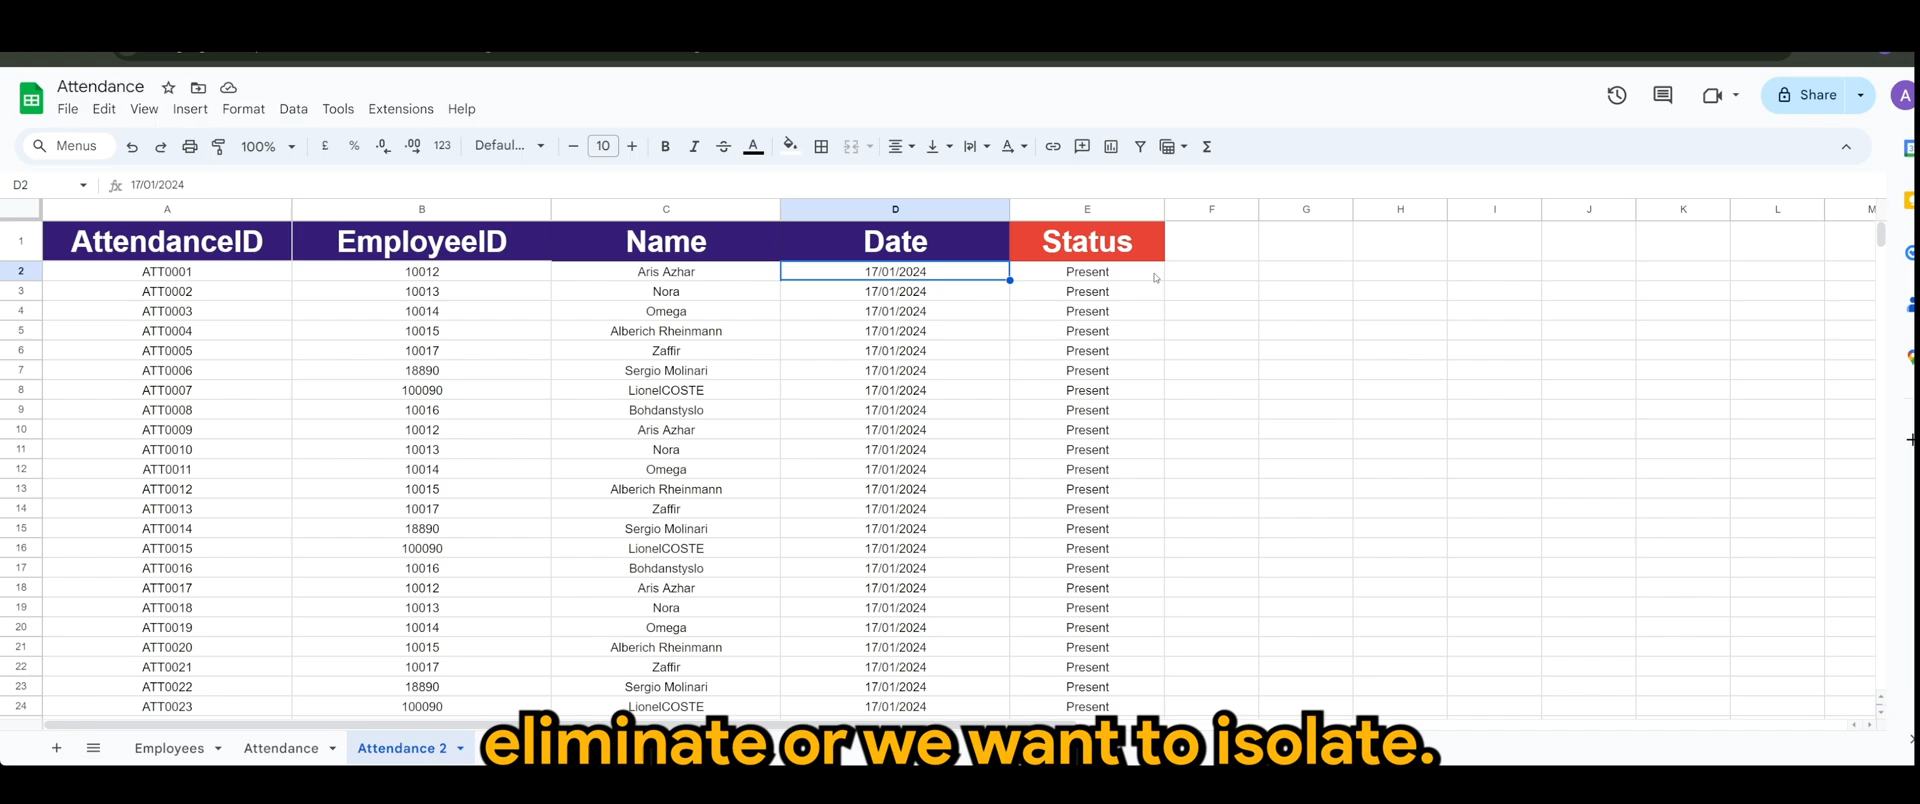 Attendance
File Edit View Insert Format Data Tools Extensions Help
Share
A
Menus 100% £ % .0 .00 123 Defaul... − 10 + B I S A Σ
D2 fx 17/01/2024
A B C D E F G H I J K L M
1 AttendanceID EmployeeID Name Date Status
2 ATT0001 10012 Aris Azhar 17/01/2024 Present
3 ATT0002 10013 Nora 17/01/2024 Present
4 ATT0003 10014 Omega 17/01/2024 Present
5 ATT0004 10015 Alberich Rheinmann 17/01/2024 Present
6 ATT0005 10017 Zaffir 17/01/2024 Present
7 ATT0006 18890 Sergio Molinari 17/01/2024 Present
8 ATT0007 100090 LionelCOSTE 17/01/2024 Present
9 ATT0008 10016 Bohdanstyslo 17/01/2024 Present
10 ATT0009 10012 Aris Azhar 17/01/2024 Present
11 ATT0010 10013 Nora 17/01/2024 Present
12 ATT0011 10014 Omega 17/01/2024 Present
13 ATT0012 10015 Alberich Rheinmann 17/01/2024 Present
14 ATT0013 10017 Zaffir 17/01/2024 Present
15 ATT0014 18890 Sergio Molinari 17/01/2024 Present
16 ATT0015 100090 LionelCOSTE 17/01/2024 Present
17 ATT0016 10016 Bohdanstyslo 17/01/2024 Present
18 ATT0017 10012 Aris Azhar 17/01/2024 Present
19 ATT0018 10013 Nora 17/01/2024 Present
20 ATT0019 10014 Omega 17/01/2024 Present
21 ATT0020 10015 Alberich Rheinmann 17/01/2024 Present
22 ATT0021 10017 Zaffir 17/01/2024 Present
23 ATT0022 18890 Sergio Molinari 17/01/2024 Present
24 ATT0023 100090 LionelCOSTE 17/01/2024 Present
Employees Attendance Attendance 2
eliminate or we want to isolate.